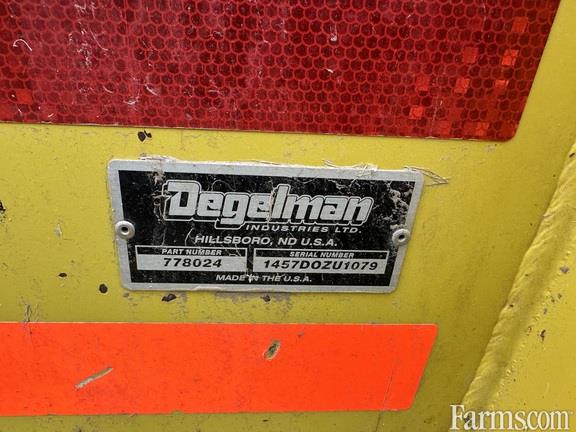 Degelman
INDUSTRIES LTD.
HILLSBORO, ND U.S.A.
PART NUMBER SERIAL NUMBER
778024 1457DOZU1079
MADE IN THE U.S.A.
Farms.com